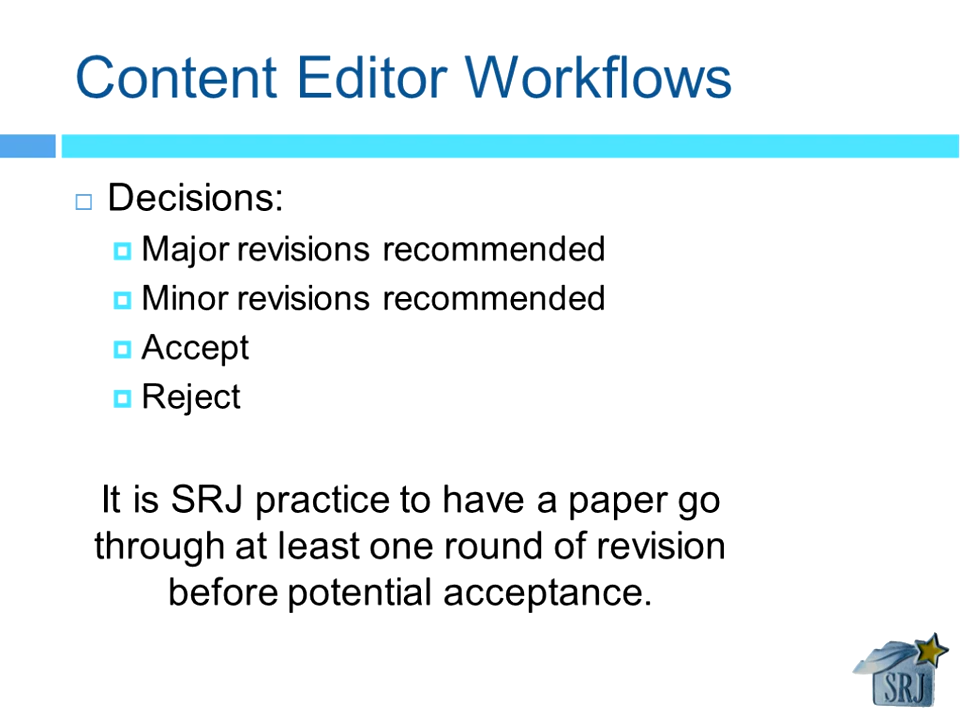 Content Editor Workflows
Decisions:
Major revisions recommended
Minor revisions recommended
Accept
Reject
It is SRJ practice to have a paper go
through at least one round of revision
before potential acceptance.
SRJ